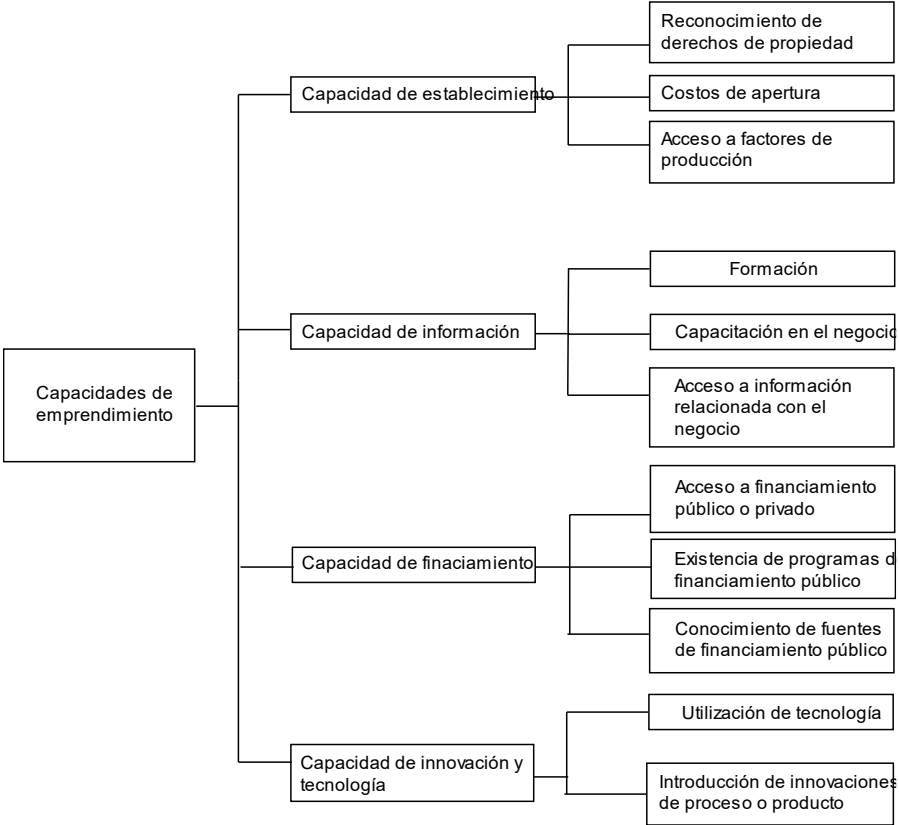 Capacidades de
emprendimiento
Capacidad de establecimiento
Reconocimiento de
derechos de propiedad
Costos de apertura
Acceso a factores de
producción
Capacidad de información
Formación
Capacitación en el negocio
Acceso a información
relacionada con el
negocio
Capacidad de finaciamiento
Acceso a financiamiento
público o privado
Existencia de programas d
financiamiento público
Conocimiento de fuentes
de financiamiento público
Capacidad de innovación y
tecnología
Utilización de tecnología
Introducción de innovaciones
de proceso o producto